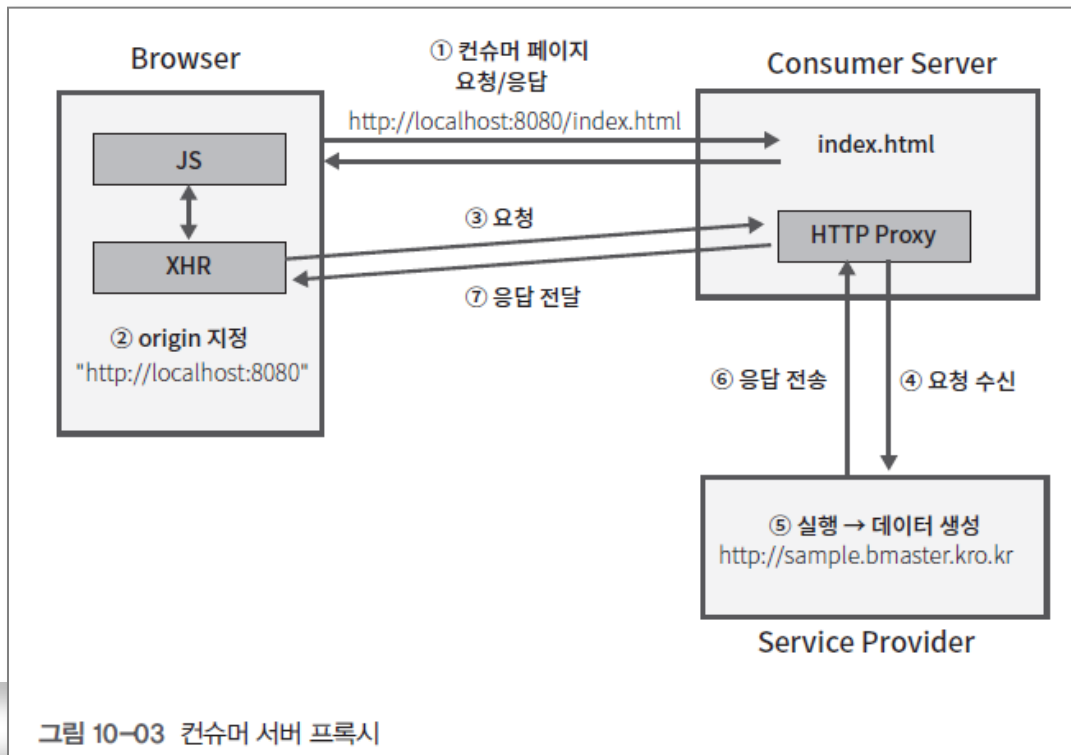 Browser
① 컨슈머 페이지
요청/응답
http://localhost:8080/index.html
Consumer Server
JS
index.html
③ 요청
XHR
HTTP Proxy
⑦ 응답 전달
② origin 지정
"http://localhost:8080"
⑥ 응답 전송
④ 요청 수신
⑤ 실행 → 데이터 생성
http://sample.bmaster.kro.kr
Service Provider
그림 10-03 컨슈머 서버 프록시